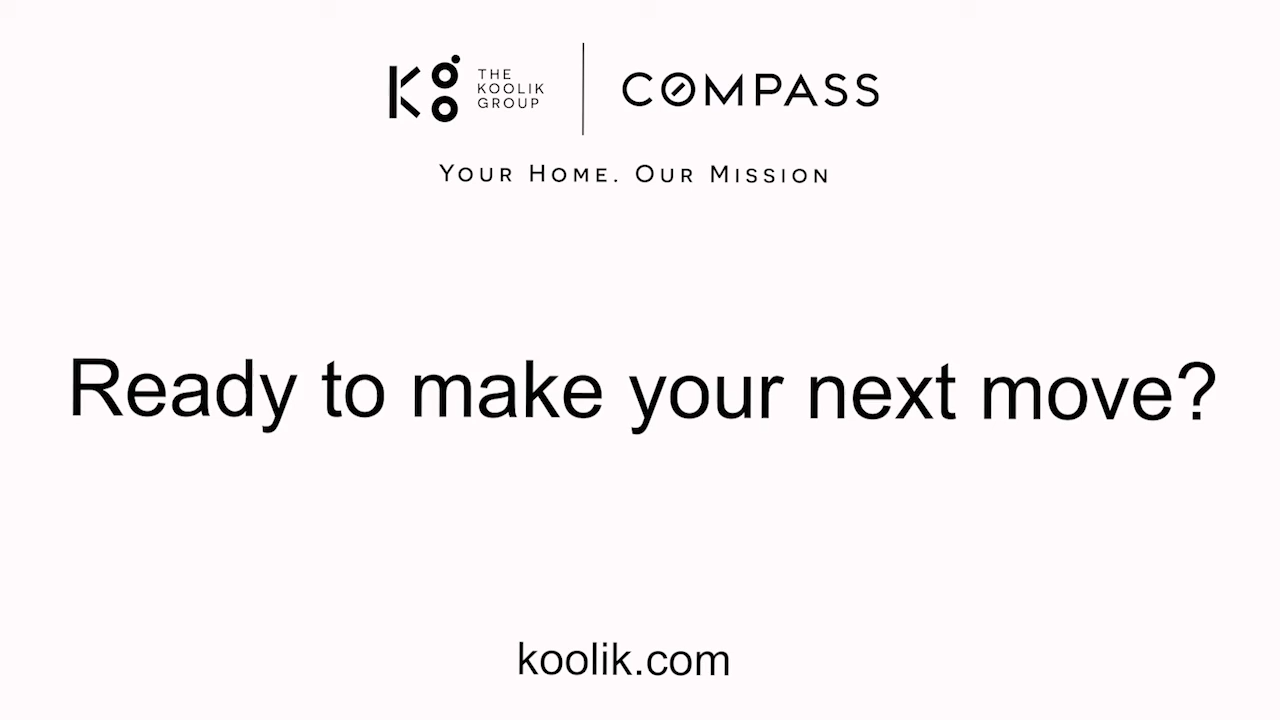 THE
KOOLIK
GROUP
COMPASS
YOUR HOME. OUR MISSION
Ready to make your next move?
koolik.com